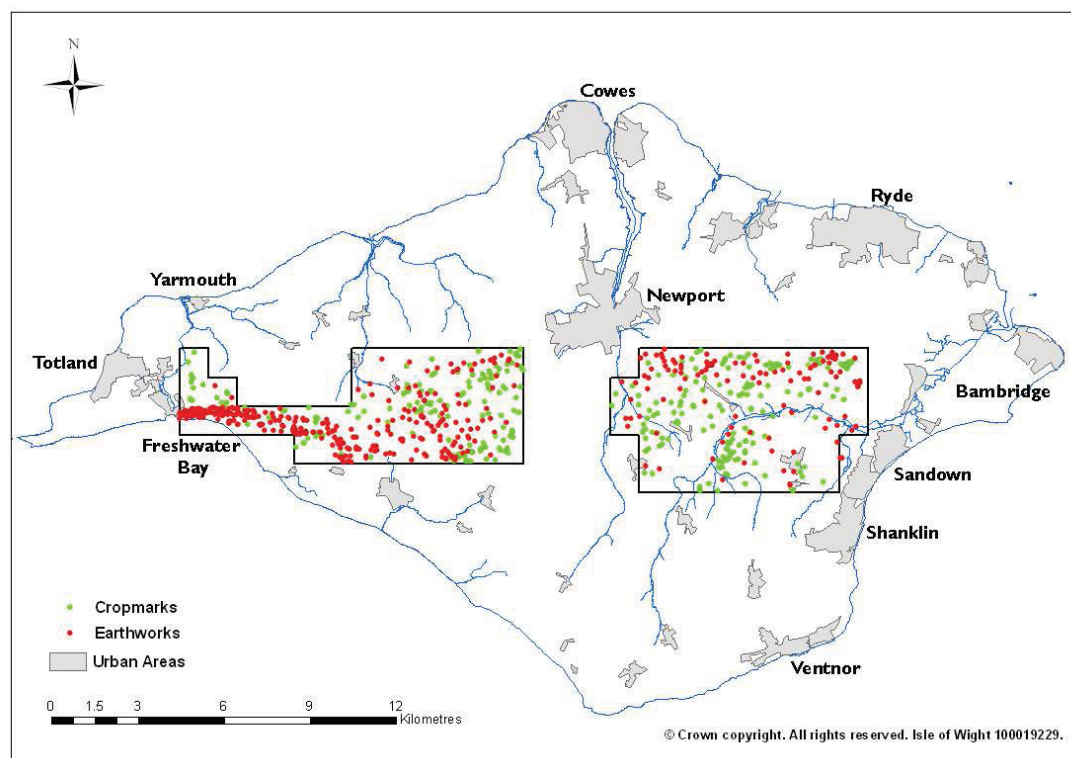 N
Cowes
Ryde
Yarmouth
Newport
Totland
Bambridge
Freshwater
Bay
Sandown
Shanklin
Cropmarks
Earthworks
Urban Areas
Ventnor
0 1.5 3 6 9 12
Kilometres
© Crown copyright. All rights reserved. Isle of Wight 100019229.